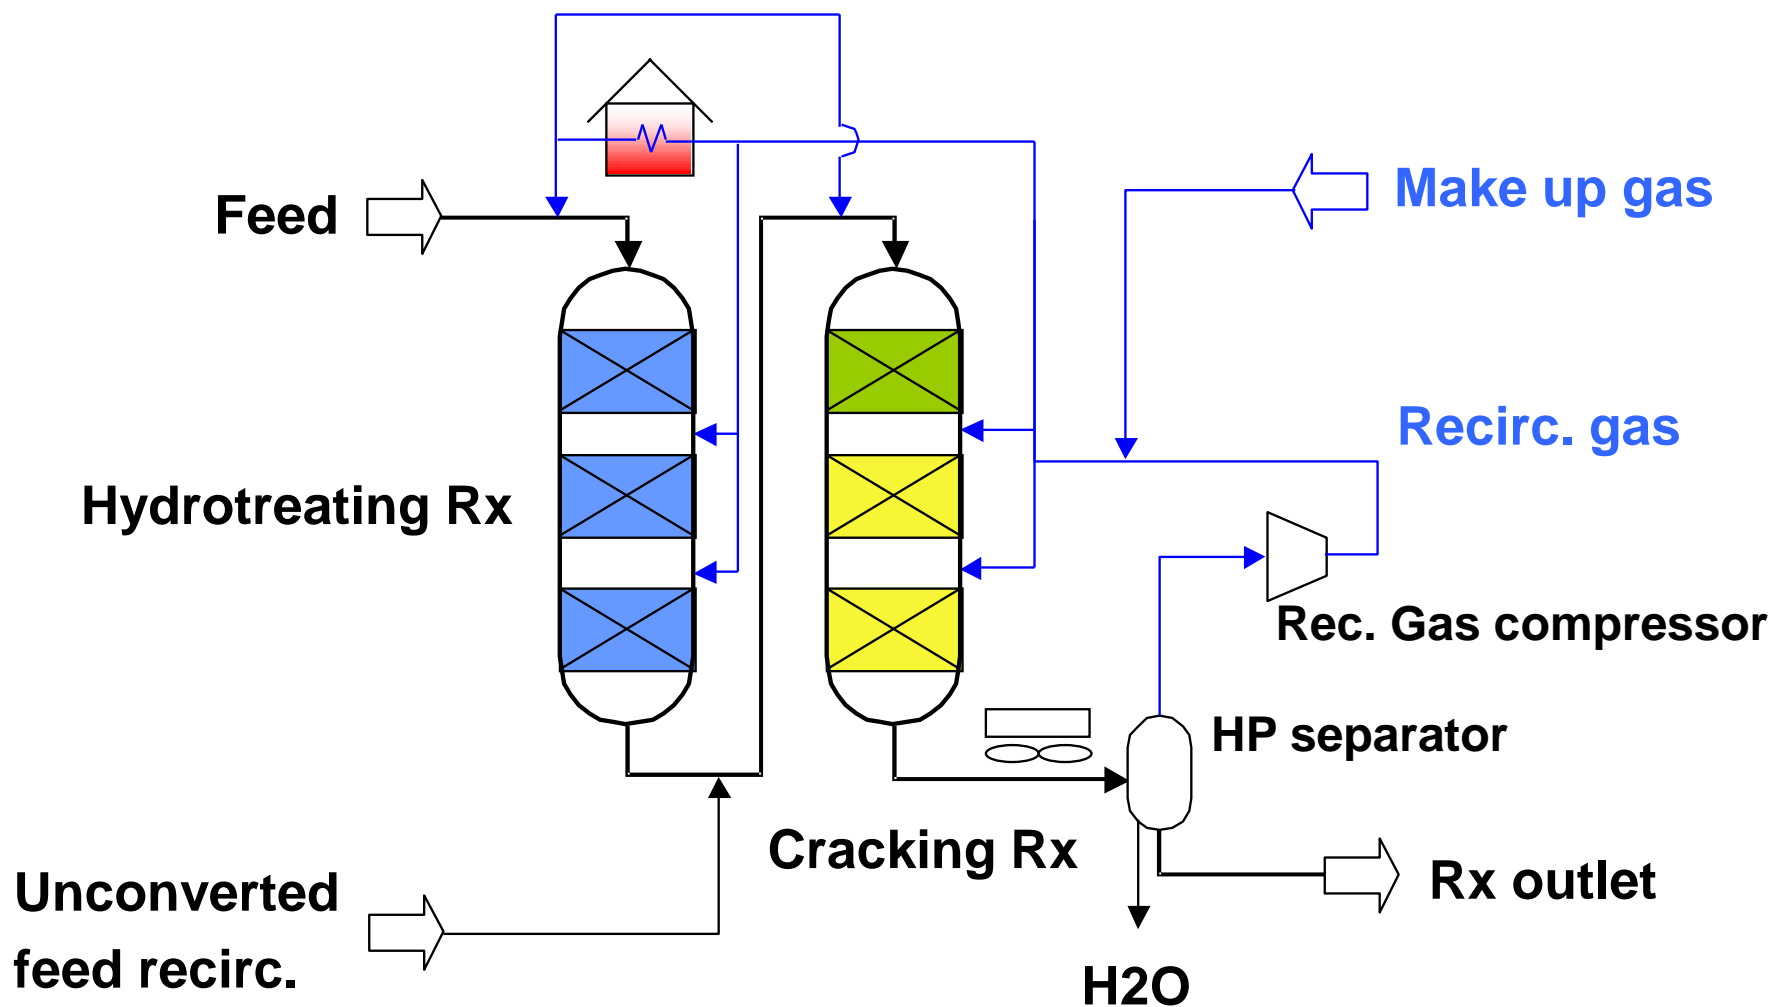 Feed
Make up gas
Recirc. gas
Hydrotreating Rx
Rec. Gas compressor
HP separator
Cracking Rx
Unconverted
feed recirc.
Rx outlet
H2O